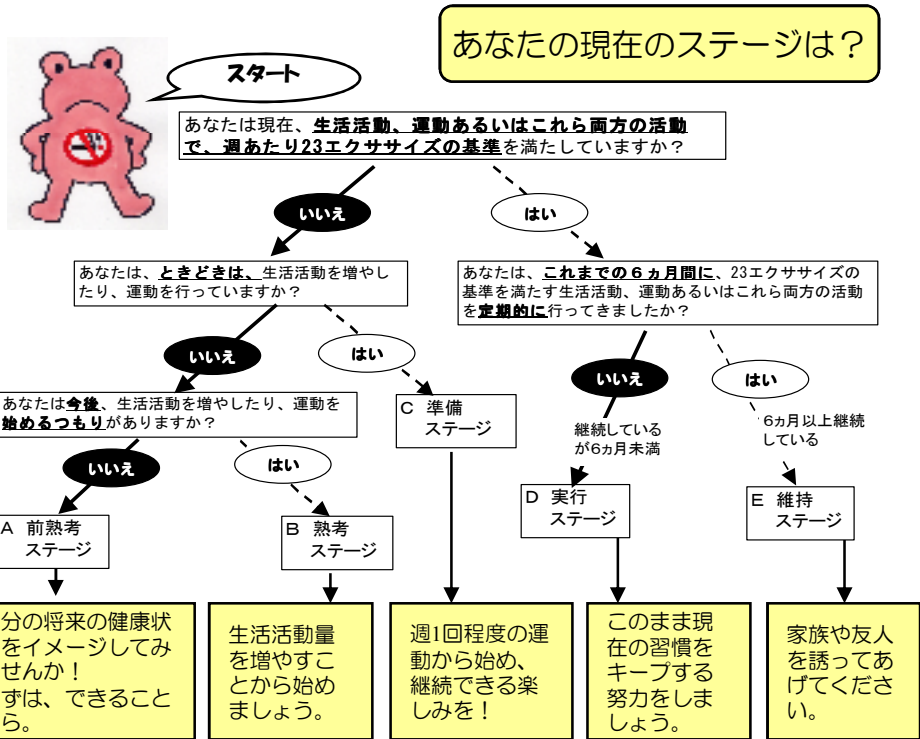 あなたの現在のステージは?
スタート
あなたは現在、生活活動、運動あるいはこれら両方の活動
で、週あたり23エクササイズの基準を満たしていますか?
いいえ
はい
あなたは、ときどきは、生活活動を増やし
たり、運動を行っていますか?
あなたは、これまでの6ヵ月間に、23エクササイズの
基準を満たす生活活動、運動あるいはこれら両方の活動
を定期的に行ってきましたか?
いいえ
はい
いいえ
はい
あなたは今後、生活活動を増やしたり、運動を
始めるつもりがありますか?
C 準備
ステージ
継続している
が6ヵ月未満
6ヵ月以上継続
している
いいえ
はい
A 前熟考
ステージ
B 熟考
ステージ
D 実行
ステージ
E 維持
ステージ
分の将来の健康状
をイメージしてみ
せんか!
ずは、できること
ら。
生活活動量
を増やすこ
とから始め
ましょう。
週1回程度の運
動から始め、
継続できる楽
しみを!
このまま現
在の習慣を
キープする
努力をしま
しょう。
家族や友人
を誘ってあ
げてくださ
い。